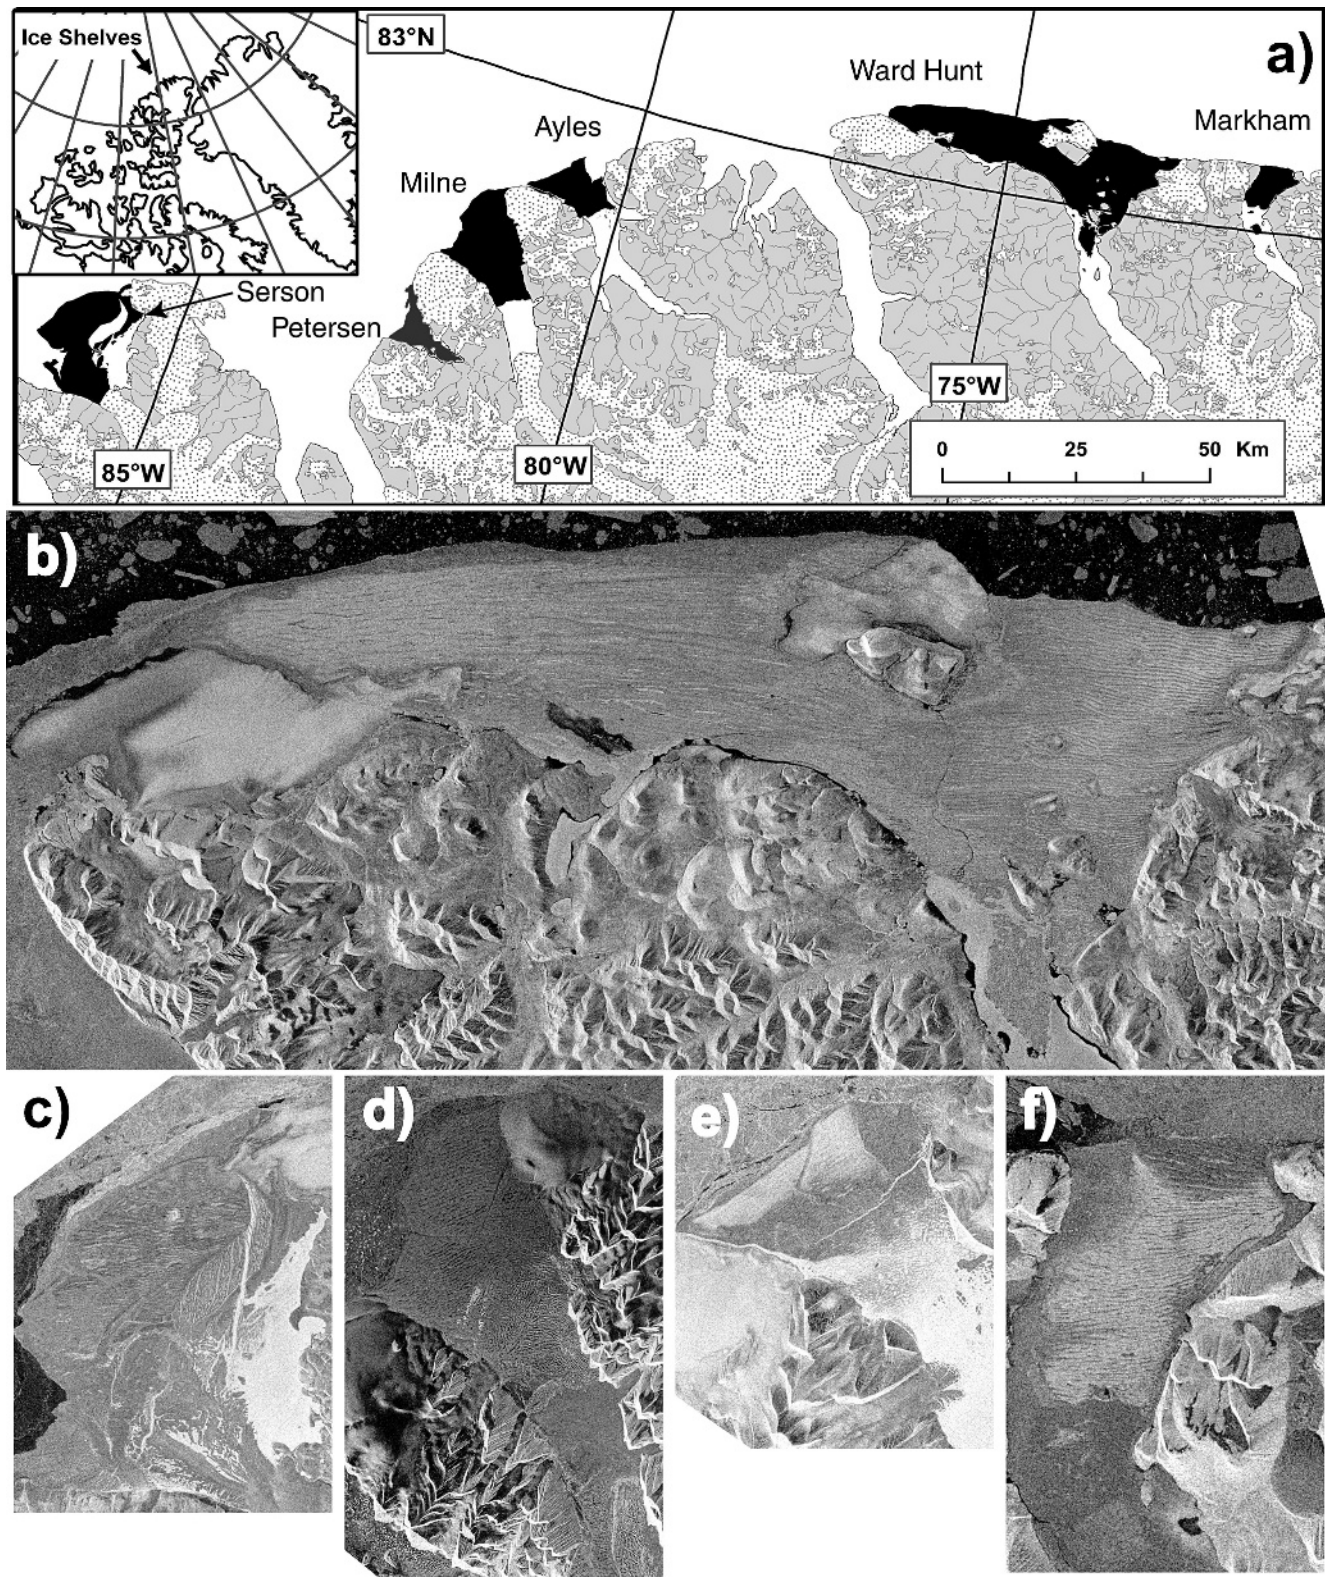 Ice Shelves
83°N
a)
Ward Hunt
Ayles
Markham
Milne
Serson
Petersen
75°W
85°W
80°W
0 25 50 Km
b)
c)
d)
e)
f)